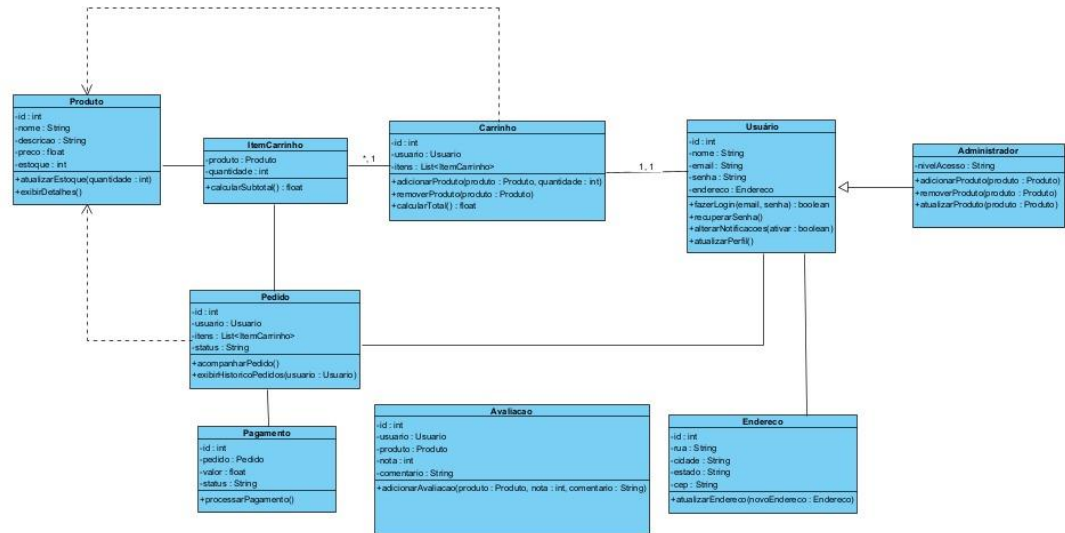 Produto
-id : int
-nome : String
-descricao : String
-preco : float
-estoque : int
+atualizarEstoque(quantidade : int)
+exibirDetalhes()
ItemCarrinho
-produto : Produto
-quantidade : int
+calcularSubtotal() : float
*, 1
Carrinho
-id : int
-usuario : Usuario
-itens : List<ItemCarrinho>
+adicionarProduto(produto : Produto, quantidade : int)
+removerProduto(produto : Produto)
+calcularTotal() : float
1, 1
Usuário
-id : int
-nome : String
-email : String
-senha : String
-endereco : Endereco
+fazerLogin(email, senha) : boolean
+recuperarSenha()
+alterarNotificacoes(ativar : boolean)
+atualizarPerfil()
Administrador
-nivelAcesso : String
+adicionarProduto(produto : Produto)
+removerProduto(produto : Produto)
+atualizarProduto(produto : Produto)
Pedido
-id : int
-usuario : Usuario
-itens : List<ItemCarrinho>
-status : String
+acompanharPedido()
+exibirHistoricoPedidos(usuario : Usuario)
Pagamento
-id : int
-pedido : Pedido
-valor : float
-status : String
+processarPagamento()
Avaliacao
-id : int
-usuario : Usuario
-produto : Produto
-nota : int
-comentario : String
+adicionarAvaliacao(produto : Produto, nota : int, comentario : String)
Endereco
-id : int
-rua : String
-cidade : String
-estado : String
-cep : String
+atualizarEndereco(novoEndereco : Endereco)